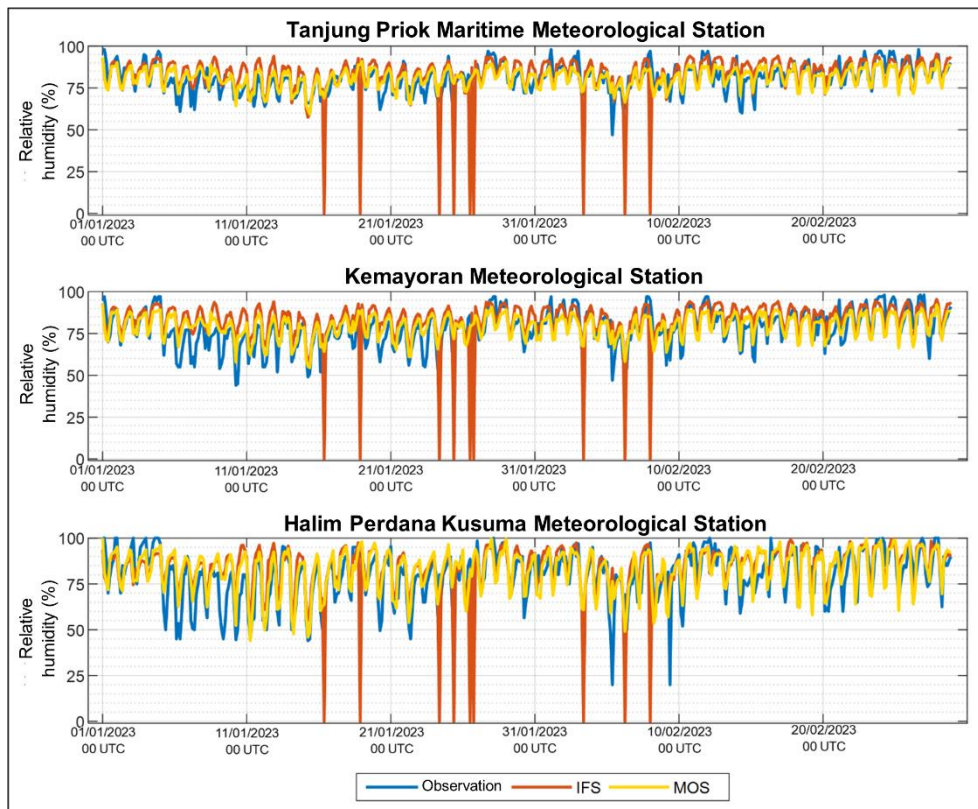 Tanjung Priok Maritime Meteorological Station
Relative
humidity (%)
100
75
50
25
0
01/01/2023
00 UTC
11/01/2023
00 UTC
21/01/2023
00 UTC
31/01/2023
00 UTC
10/02/2023
00 UTC
20/02/2023
00 UTC
Kemayoran Meteorological Station
Relative
humidity (%)
100
75
50
25
0
01/01/2023
00 UTC
11/01/2023
00 UTC
21/01/2023
00 UTC
31/01/2023
00 UTC
10/02/2023
00 UTC
20/02/2023
00 UTC
Halim Perdana Kusuma Meteorological Station
Relative
humidity (%)
100
75
50
25
0
01/01/2023
00 UTC
11/01/2023
00 UTC
21/01/2023
00 UTC
31/01/2023
00 UTC
10/02/2023
00 UTC
20/02/2023
00 UTC
Observation IFS MOS